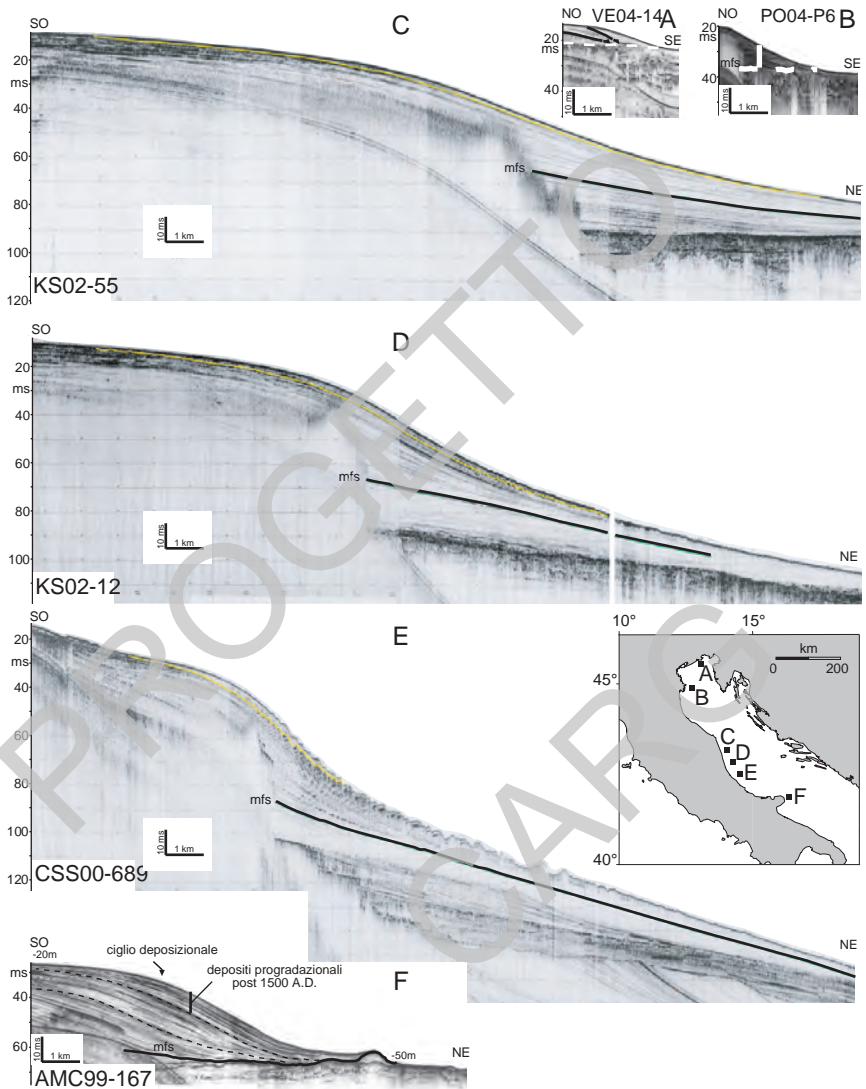 SO
C
20
ms
40
60
80
100
120
mfs
10 ms
1 km
NE
KS02-55
NO
VE04-14
A
20
ms
40
SE
10 ms
1 km
NO
PO04-P6
B
20
mfs
40
SE
10 ms
1 km
SO
D
20
ms
40
60
80
100
mfs
10 ms
1 km
NE
KS02-12
SO
E
20
ms
40
60
80
100
120
mfs
10 ms
1 km
NE
CSS00-689
10°
15°
km
0
200
45°
40°
A
B
C
D
E
F
SO
-20m
ciglio deposizionale
depositi progradazionali
post 1500 A.D.
F
ms
40
60
mfs
-50m
NE
10 ms
1 km
AMC99-167
PROGETTO
CARG